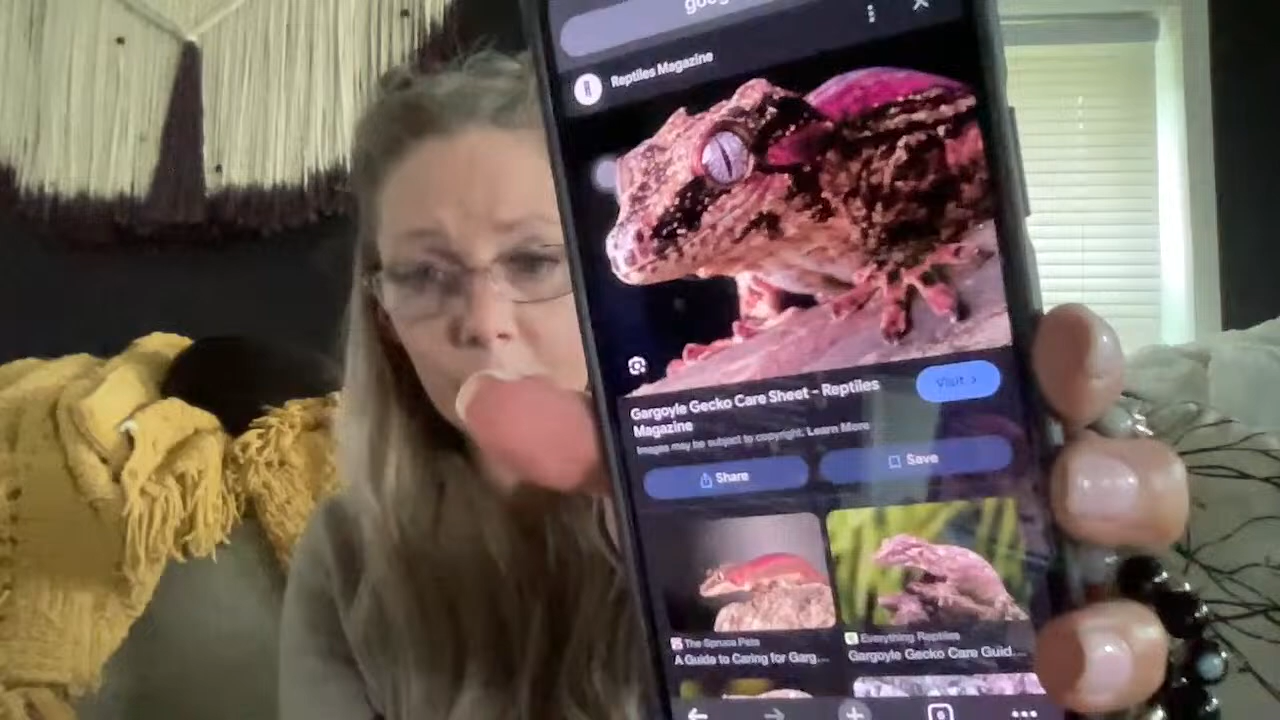 Reptiles Magazine
Gargoyle Gecko Care Sheet - Reptiles
Magazine
Visit >
Images may be subject to copyright. Learn More
Share
Save
The Spruce Pets
A Guide to Caring for Garg...
Everything Reptiles
Gargoyle Gecko Care Guid...